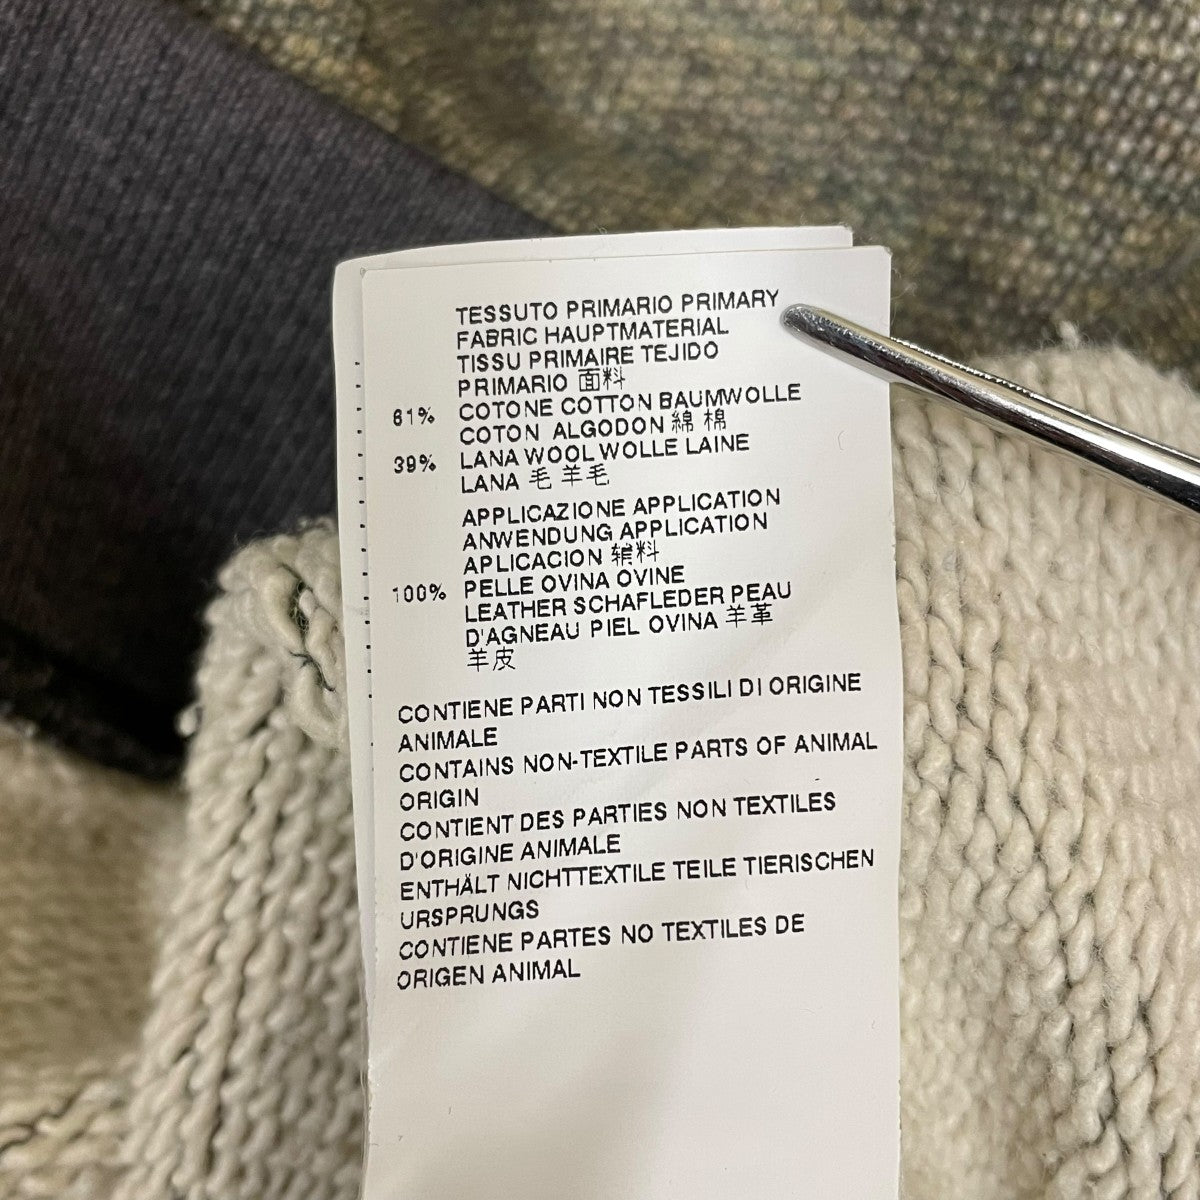 TESSUTO PRIMARIO PRIMARY
FABRIC HAUPTMATERIAL
TISSU PRIMAIRE TEJIDO
PRIMARIO 面料
61% COTONE COTTON BAUMWOLLE
COTON ALGODON 綿 棉
39% LANA WOOL WOLLE LAINE
LANA 毛 羊毛
APPLICAZIONE APPLICATION
ANWENDUNG APPLICATION
APLICACION 辅料
100% PELLE OVINA OVINE
LEATHER SCHAFLEDER PEAU
D'AGNEAU PIEL OVINA 羊革
羊皮
CONTIENE PARTI NON TESSILI DI ORIGINE
ANIMALE
CONTAINS NON-TEXTILE PARTS OF ANIMAL
ORIGIN
CONTIENT DES PARTIES NON TEXTILES
D'ORIGINE ANIMALE
ENTHÄLT NICHTTEXTILE TEILE TIERISCHEN
URSPRUNGS
CONTIENE PARTES NO TEXTILES DE
ORIGEN ANIMAL